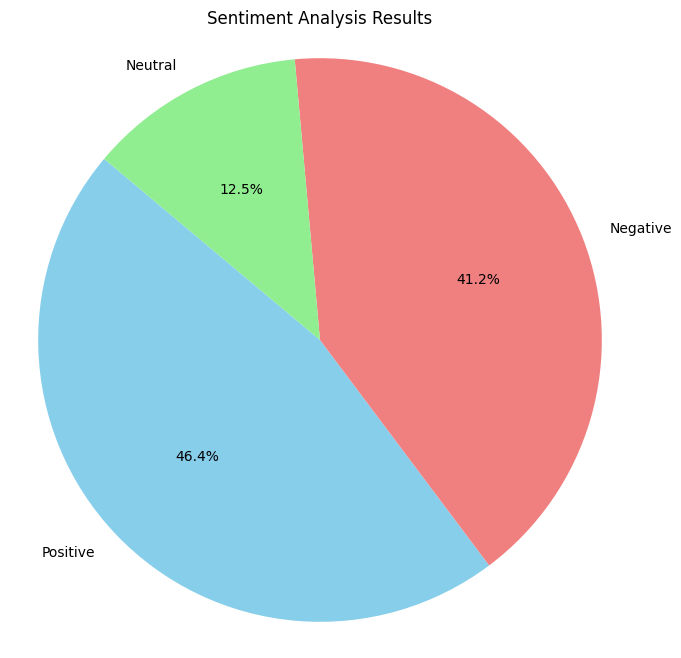 Sentiment Analysis Results
Neutral
12.5%
Negative
41.2%
46.4%
Positive